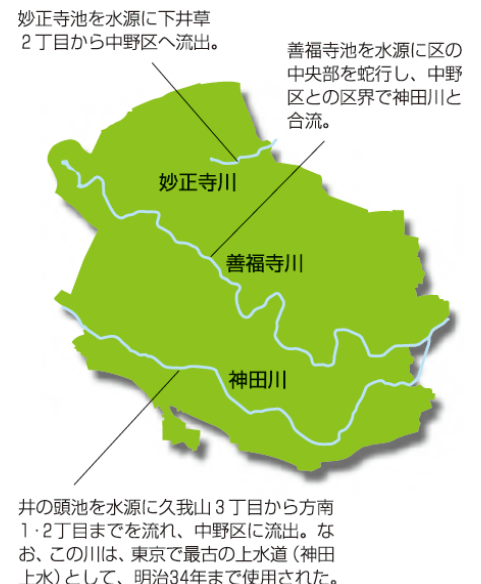 妙正寺池を水源に下井草
２丁目から中野区へ流出。
善福寺池を水源に区の
中央部を蛇行し、中野
区との区界で神田川と
合流。
妙正寺川
善福寺川
神田川
井の頭池を水源に久我山３丁目から方南
１·２丁目までを流れ、中野区に流出。な
お、この川は、東京で最古の上水道（神田
上水）として、明治34年まで使用された。